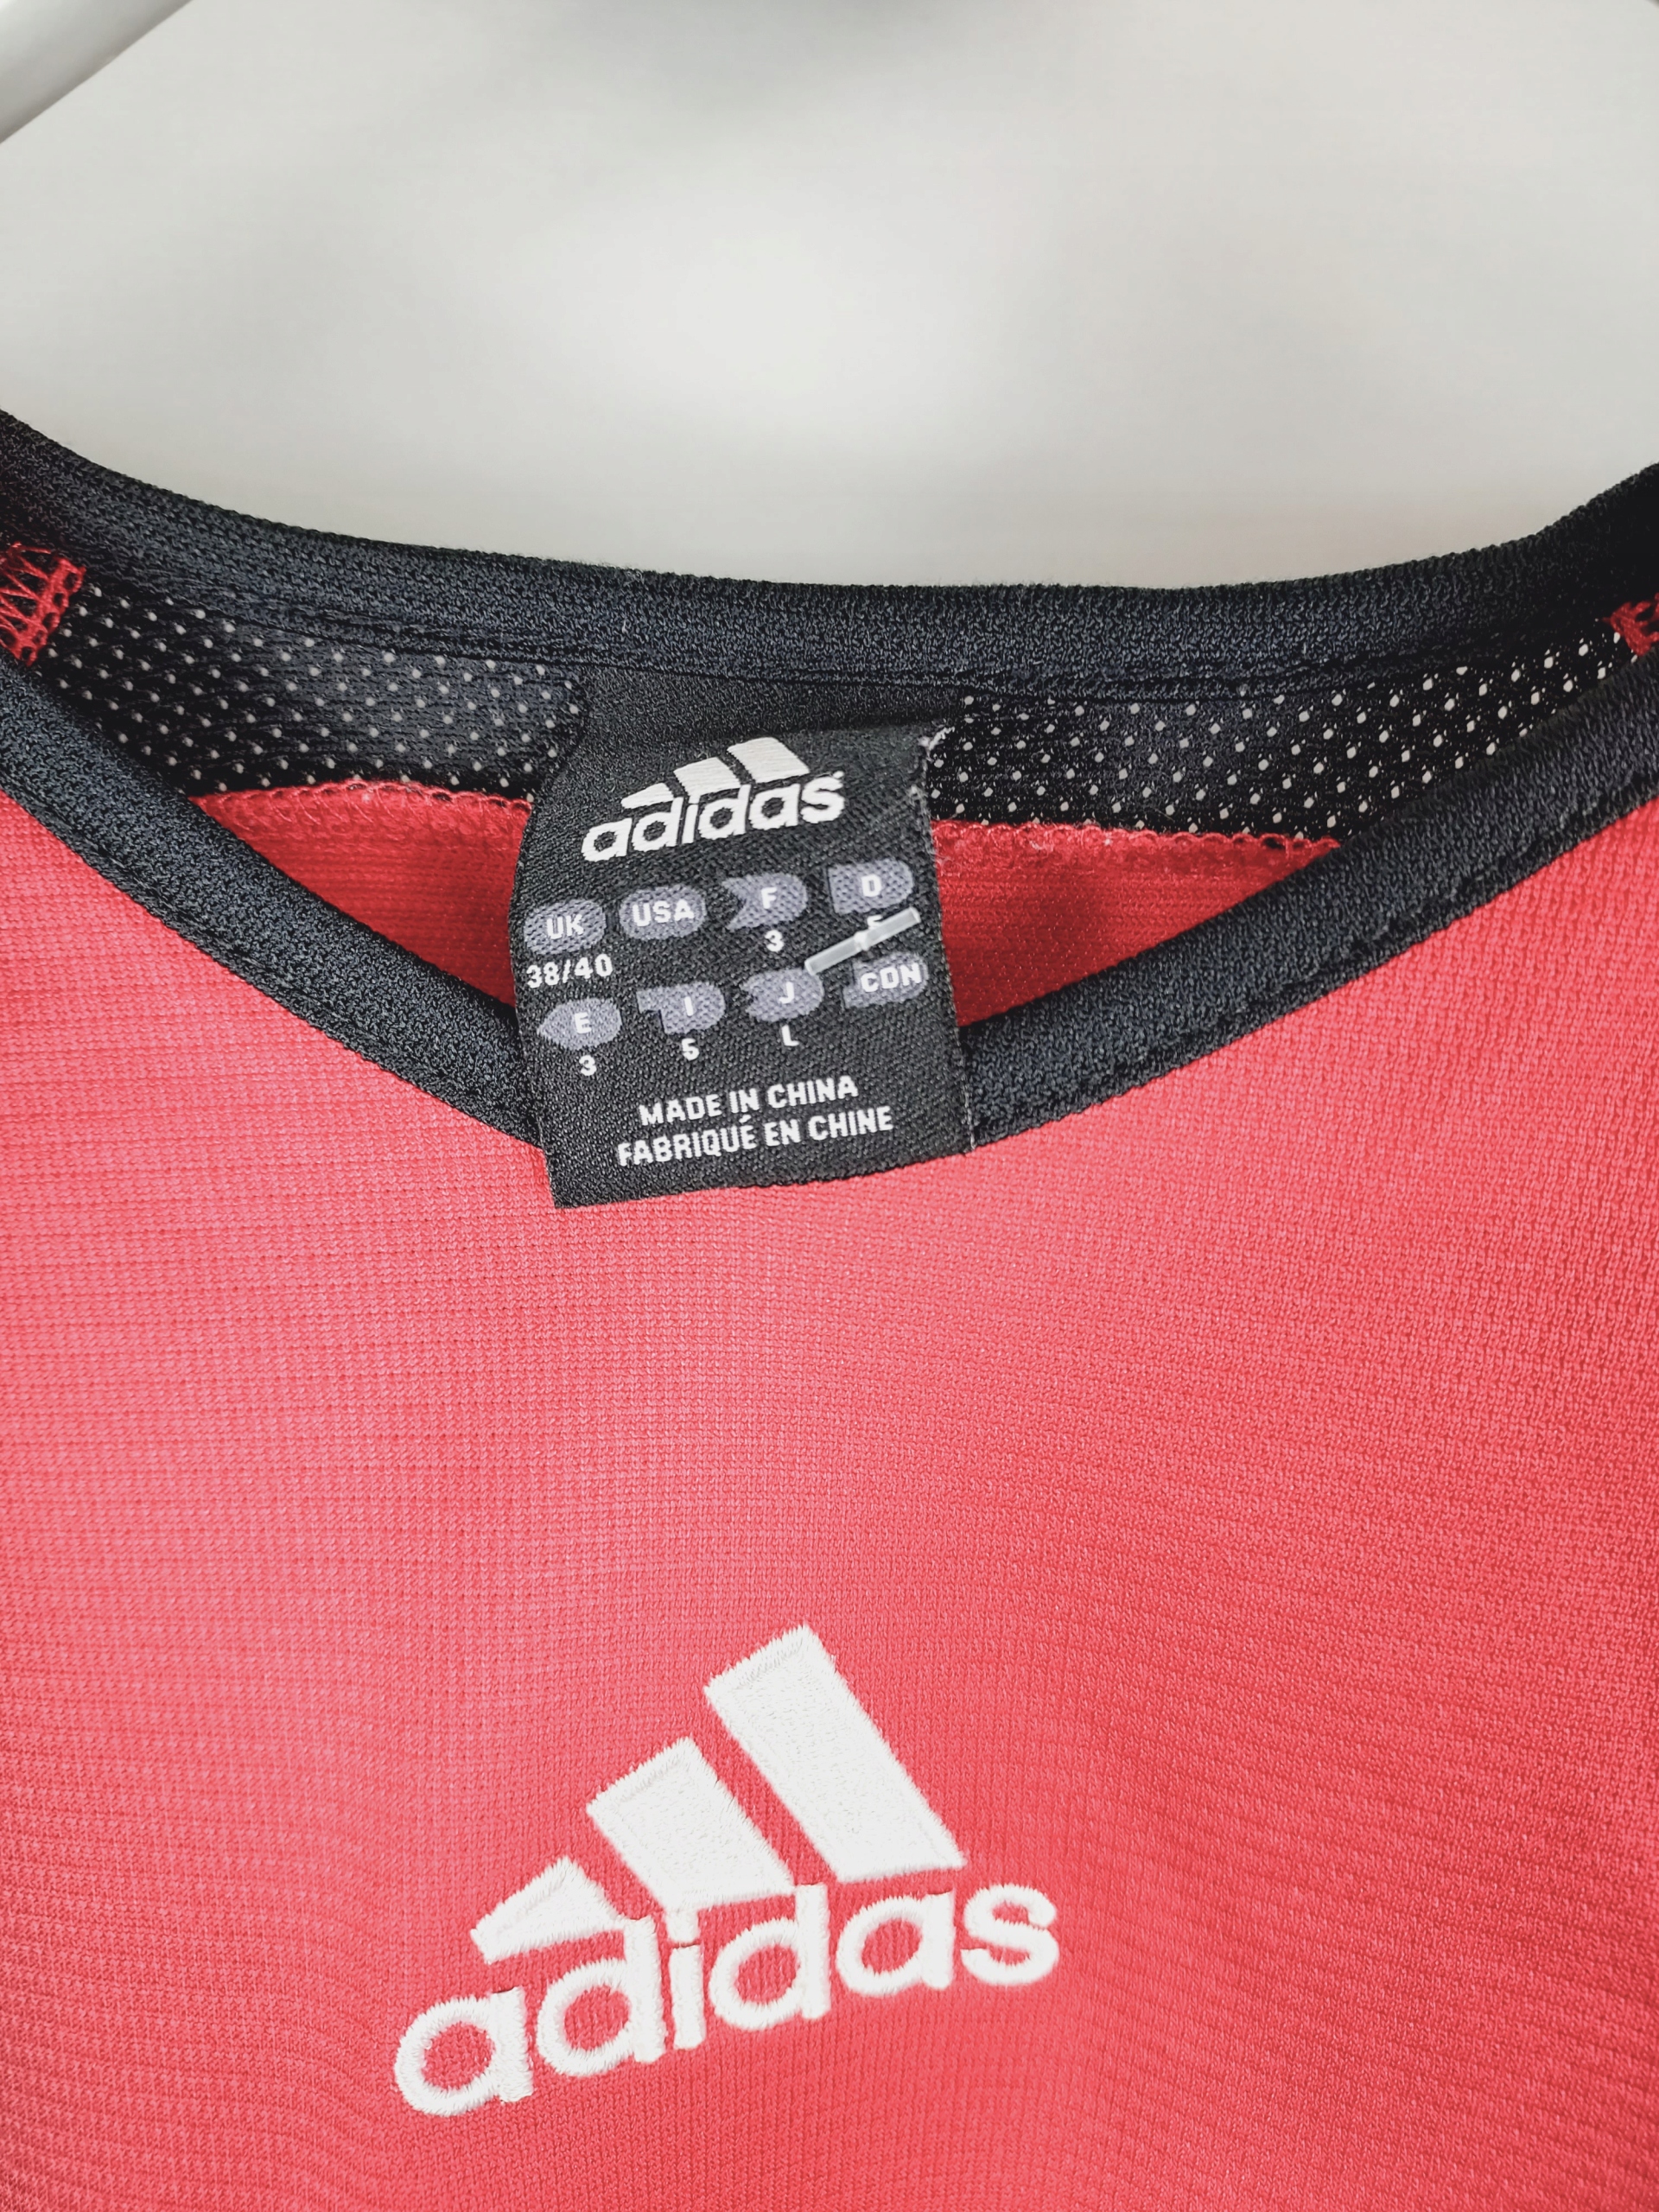 adidas
UK USA F D
38/40 3
E I J CDN
3 5 L
MADE IN CHINA
FABRIQUÉ EN CHINE
adidas